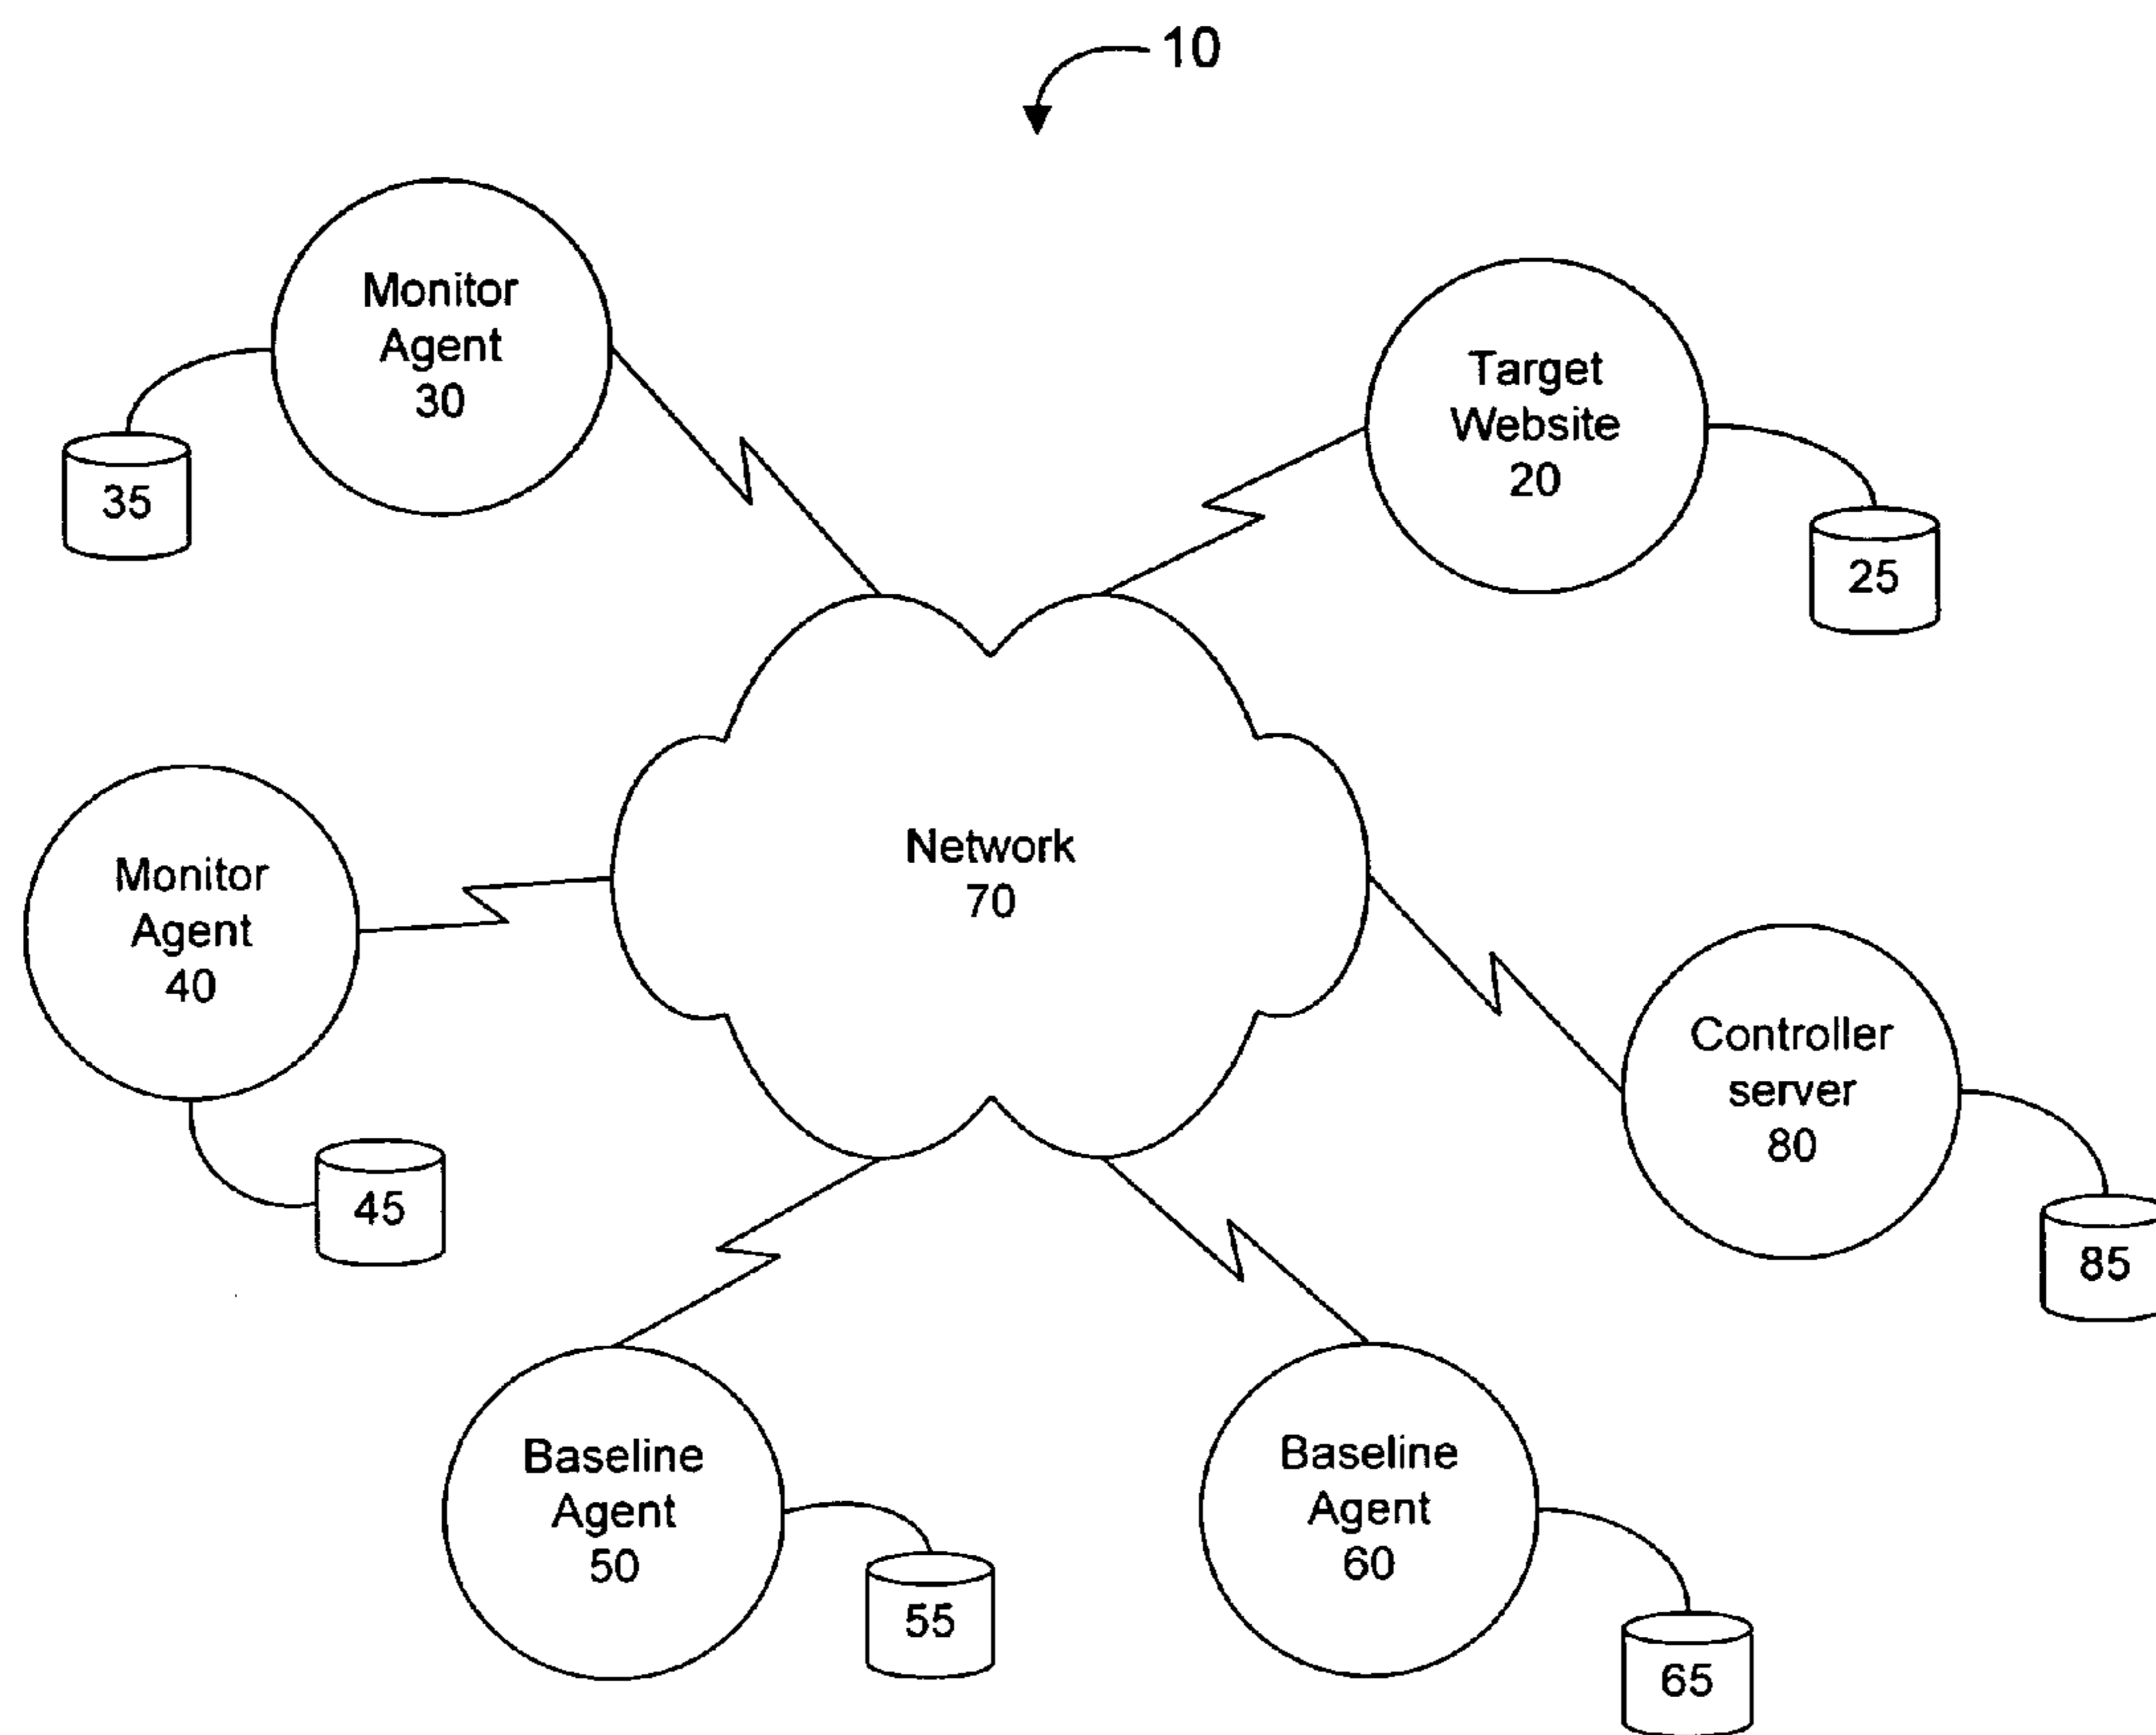 10
Monitor
Agent
30
35
Target
Website
20
25
Network
70
Monitor
Agent
40
45
Controller
server
80
85
Baseline
Agent
50
55
Baseline
Agent
60
65